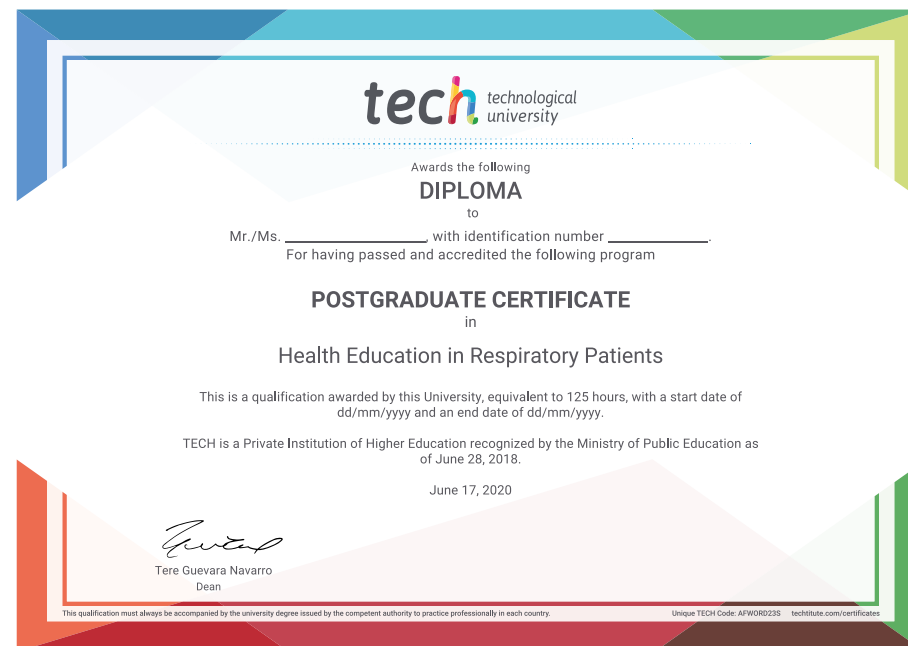 tech technological
university
Awards the following
DIPLOMA
to
Mr./Ms. ____________, with identification number ____________.
For having passed and accredited the following program
POSTGRADUATE CERTIFICATE
in
Health Education in Respiratory Patients
This is a qualification awarded by this University, equivalent to 125 hours, with a start date of
dd/mm/yyyy and an end date of dd/mm/yyyy.
TECH is a Private Institution of Higher Education recognized by the Ministry of Public Education as
of June 28, 2018.
June 17, 2020
Tere Guevara Navarro
Dean
This qualification must always be accompanied by the university degree issued by the competent authority to practice professionally in each country. Unique TECH Code: AFWORD23S techtitute.com/certificates